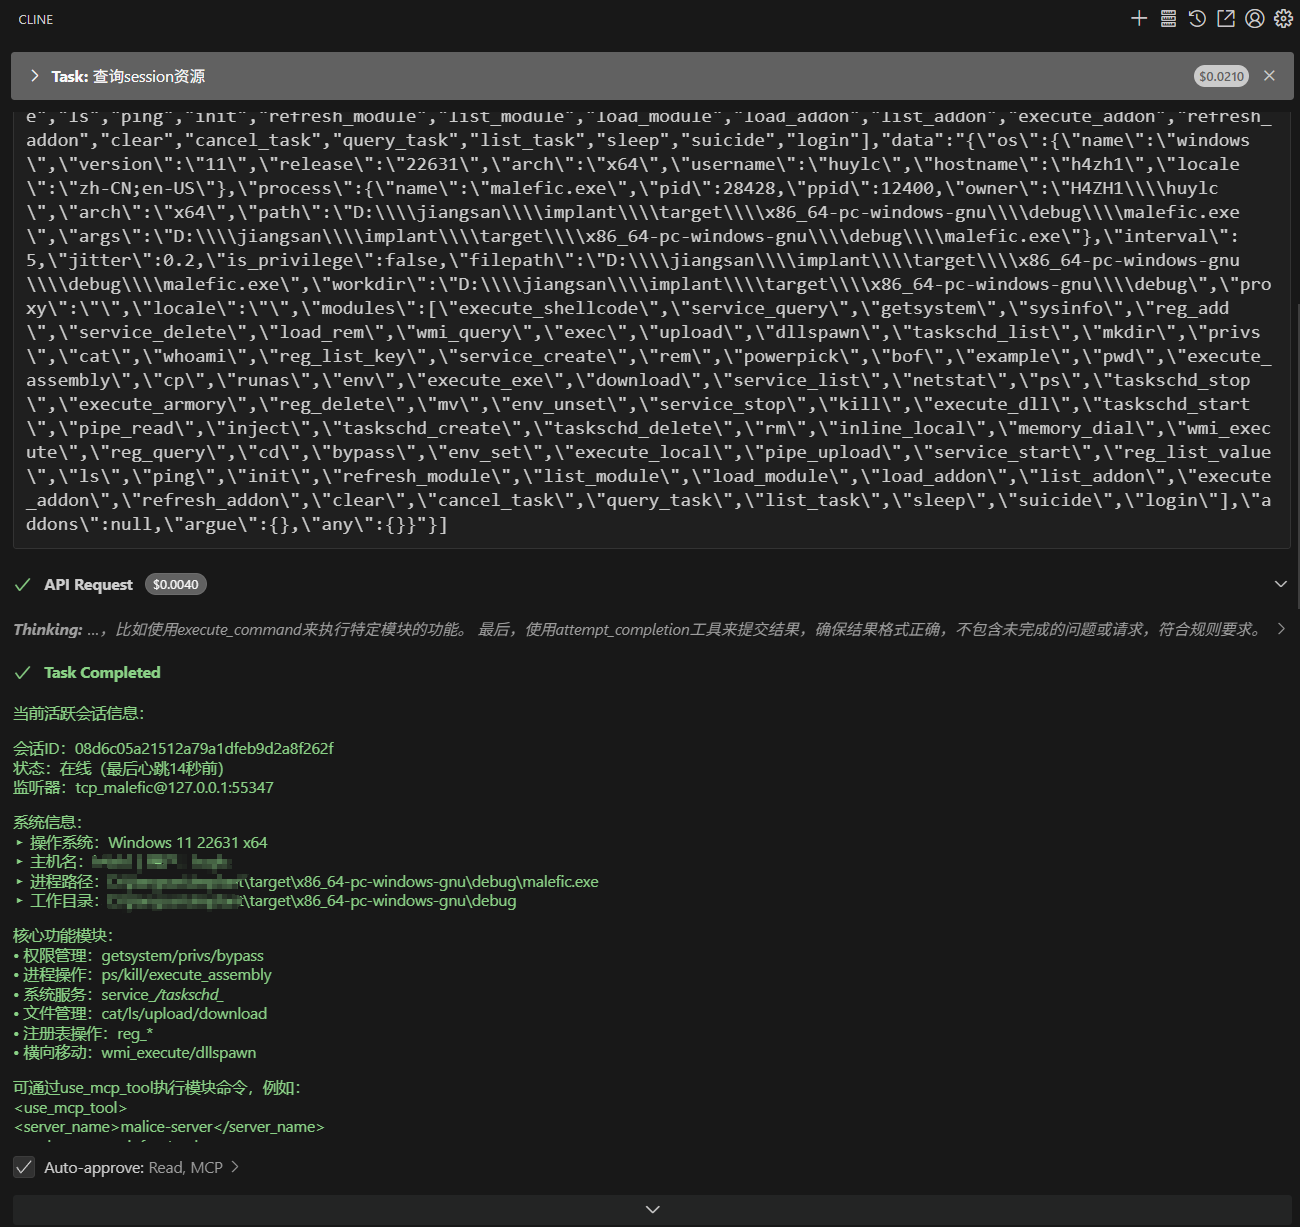 CLINE
Task: 查询session资源
$0.0210
e","ls","ping","init","refresh_module","list_module","load_module","load_addon","list_addon","execute_addon","refresh_
addon","clear","cancel_task","query_task","list_task","sleep","suicide","login"],"data":"{\"os\":{\"name\":\"windows
\",\"version\":\"11\",\"release\":\"22631\",\"arch\":\"x64\",\"username\":\"huylc\",\"hostname\":\"h4zh1\",\"locale
\":\"zh-CN;en-US\"},\"process\":{\"name\":\"malefic.exe\",\"pid\":28428,\"ppid\":12400,\"owner\":\"H4ZH1\\\\huylc
\",\"arch\":\"x64\",\"path\":\"D:\\\\jiangsan\\\\implant\\\\target\\\\x86_64-pc-windows-gnu\\\\debug\\\\malefic.exe
\",\"args\":\"D:\\\\jiangsan\\\\implant\\\\target\\\\x86_64-pc-windows-gnu\\\\debug\\\\malefic.exe\"},\"interval\":
5,\"jitter\":0.2,\"is_privilege\":false,\"filepath\":\"D:\\\\jiangsan\\\\implant\\\\target\\\\x86_64-pc-windows-gnu
\\\\debug\\\\malefic.exe\",\"workdir\":\"D:\\\\jiangsan\\\\implant\\\\target\\\\x86_64-pc-windows-gnu\\\\debug\",\"pro
xy\":\"\",\"locale\":\"\",\"modules\":[\"execute_shellcode\",\"service_query\",\"getsystem\",\"sysinfo\",\"reg_add
\",\"service_delete\",\"load_rem\",\"wmi_query\",\"exec\",\"upload\",\"dllspawn\",\"taskschd_list\",\"mkdir\",\"privs
\",\"cat\",\"whoami\",\"reg_list_key\",\"service_create\",\"rem\",\"powerpick\",\"bof\",\"example\",\"pwd\",\"execute_
assembly\",\"cp\",\"runas\",\"env\",\"execute_exe\",\"download\",\"service_list\",\"netstat\",\"ps\",\"taskschd_stop
\",\"execute_armory\",\"reg_delete\",\"mv\",\"env_unset\",\"service_stop\",\"kill\",\"execute_dll\",\"taskschd_start
\",\"pipe_read\",\"inject\",\"taskschd_create\",\"taskschd_delete\",\"rm\",\"inline_local\",\"memory_dial\",\"wmi_exec
ute\",\"reg_query\",\"cd\",\"bypass\",\"env_set\",\"execute_local\",\"pipe_upload\",\"service_start\",\"reg_list_value
\",\"ls\",\"ping\",\"init\",\"refresh_module\",\"list_module\",\"load_module\",\"load_addon\",\"list_addon\",\"execute
_addon\",\"refresh_addon\",\"clear\",\"cancel_task\",\"query_task\",\"list_task\",\"sleep\",\"suicide\",\"login\"],\"a
ddons\":null,\"argue\":{},\"any\":{}}"}]
API Request $0.0040
Thinking: ...，比如使用execute_command来执行特定模块的功能。 最后，使用attempt_completion工具来提交结果，确保结果格式正确，不包含未完成的问题或请求，符合规则要求。
Task Completed
当前活跃会话信息：
会话ID：08d6c05a21512a79a1dfeb9d2a8f262f
状态：在线（最后心跳14秒前）
监听器：tcp_malefic@127.0.0.1:55347
系统信息：
▸ 操作系统：Windows 11 22631 x64
▸ 主机名：
▸ 进程路径：\target\x86_64-pc-windows-gnu\debug\malefic.exe
▸ 工作目录：\target\x86_64-pc-windows-gnu\debug
核心功能模块：
• 权限管理：getsystem/privs/bypass
• 进程操作：ps/kill/execute_assembly
• 系统服务：service_/taskschd_
• 文件管理：cat/ls/upload/download
• 注册表操作：reg_*
• 横向移动：wmi_execute/dllspawn
可通过use_mcp_tool执行模块命令，例如：
<use_mcp_tool>
<server_name>malice-server</server_name>
Auto-approve: Read, MCP